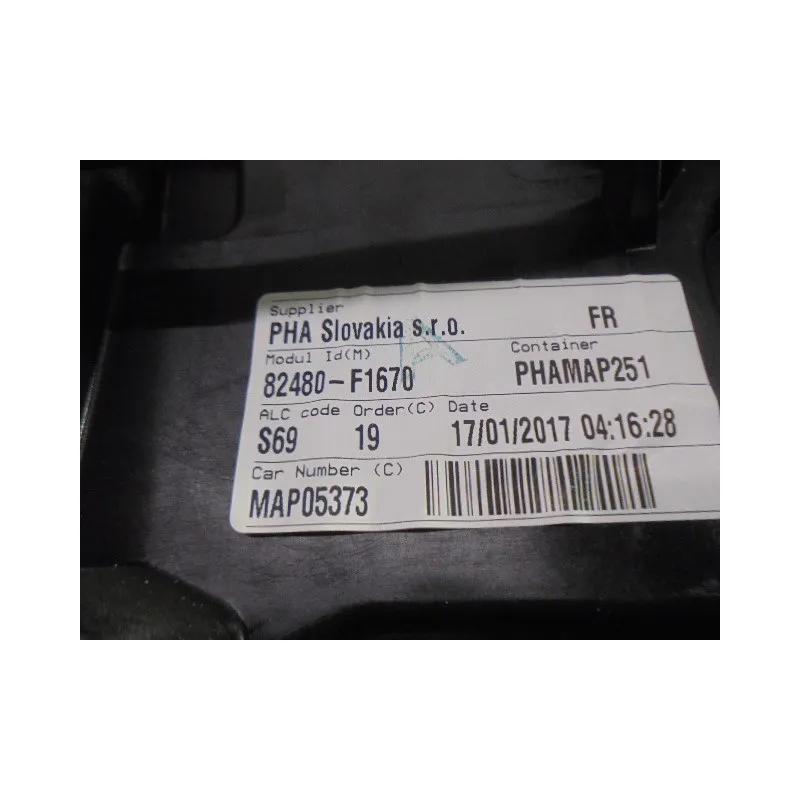 Supplier
PHA Slovakia s.r.o. FR
Modul Id(M) Container
82480-F1670 PHAMAP251
ALC code Order(C) Date
S69 19 17/01/2017 04:16:28
Car Number (C)
MAP05373